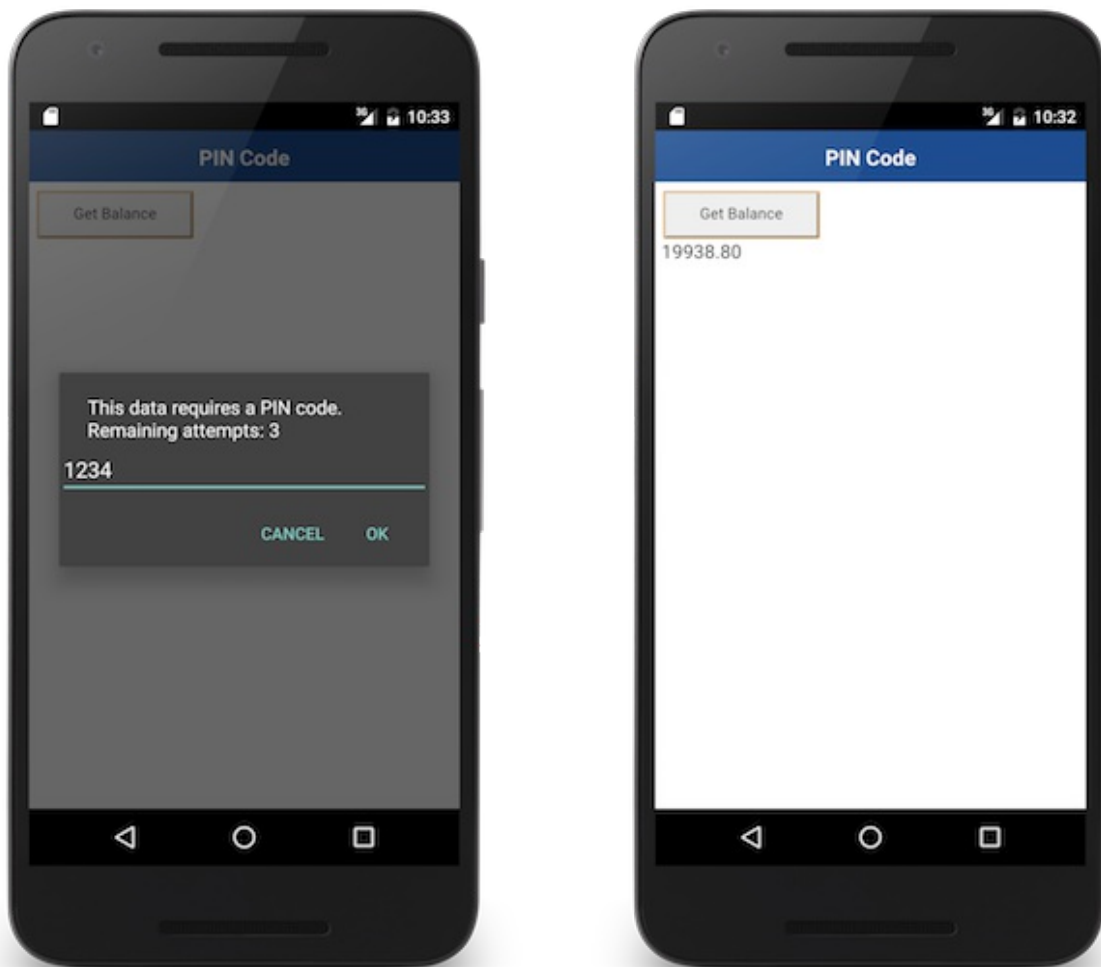 10:33
PIN Code
Get Balance
This data requires a PIN code.
Remaining attempts: 3
1234
CANCEL OK
10:32
PIN Code
Get Balance
19938.80